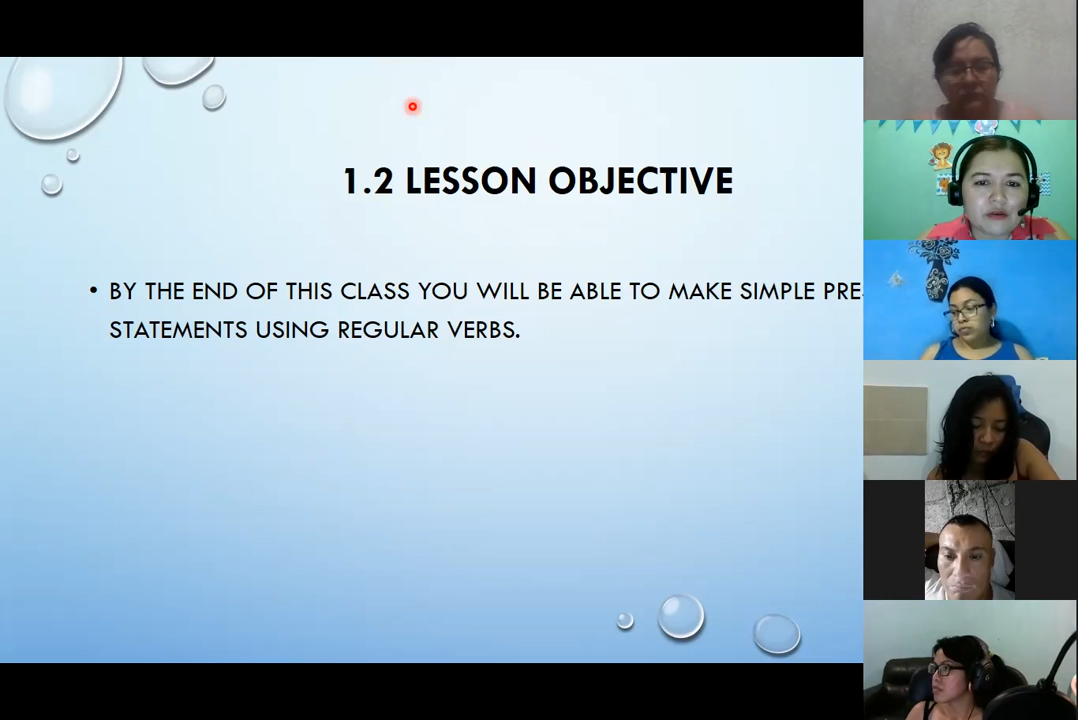 1.2 LESSON OBJECTIVE
• BY THE END OF THIS CLASS YOU WILL BE ABLE TO MAKE SIMPLE
STATEMENTS USING REGULAR VERBS.